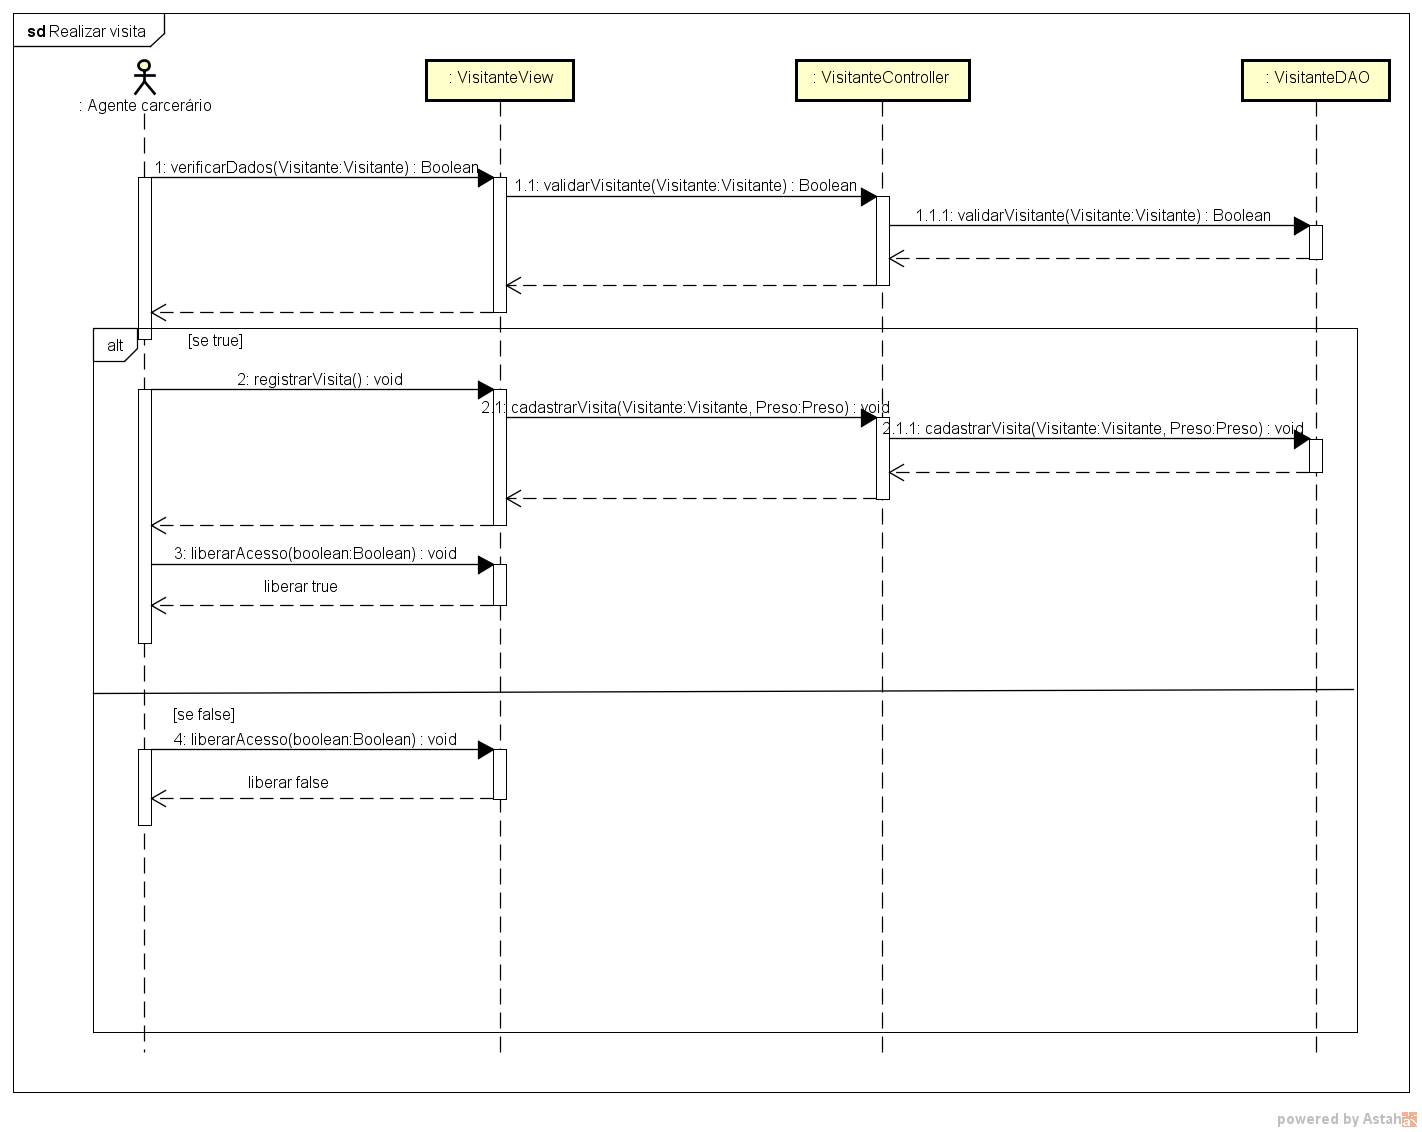 sd Realizar visita
: Agente carcerário
: VisitanteView
: VisitanteController
: VisitanteDAO
1: verificarDados(Visitante:Visitante) : Boolean
1.1: validarVisitante(Visitante:Visitante) : Boolean
1.1.1: validarVisitante(Visitante:Visitante) : Boolean
alt
[se true]
2: registrarVisita() : void
2.1: cadastrarVisita(Visitante:Visitante, Preso:Preso) : void
2.1.1: cadastrarVisita(Visitante:Visitante, Preso:Preso) : void
3: liberarAcesso(boolean:Boolean) : void
liberar true
[se false]
4: liberarAcesso(boolean:Boolean) : void
liberar false
powered by Astah